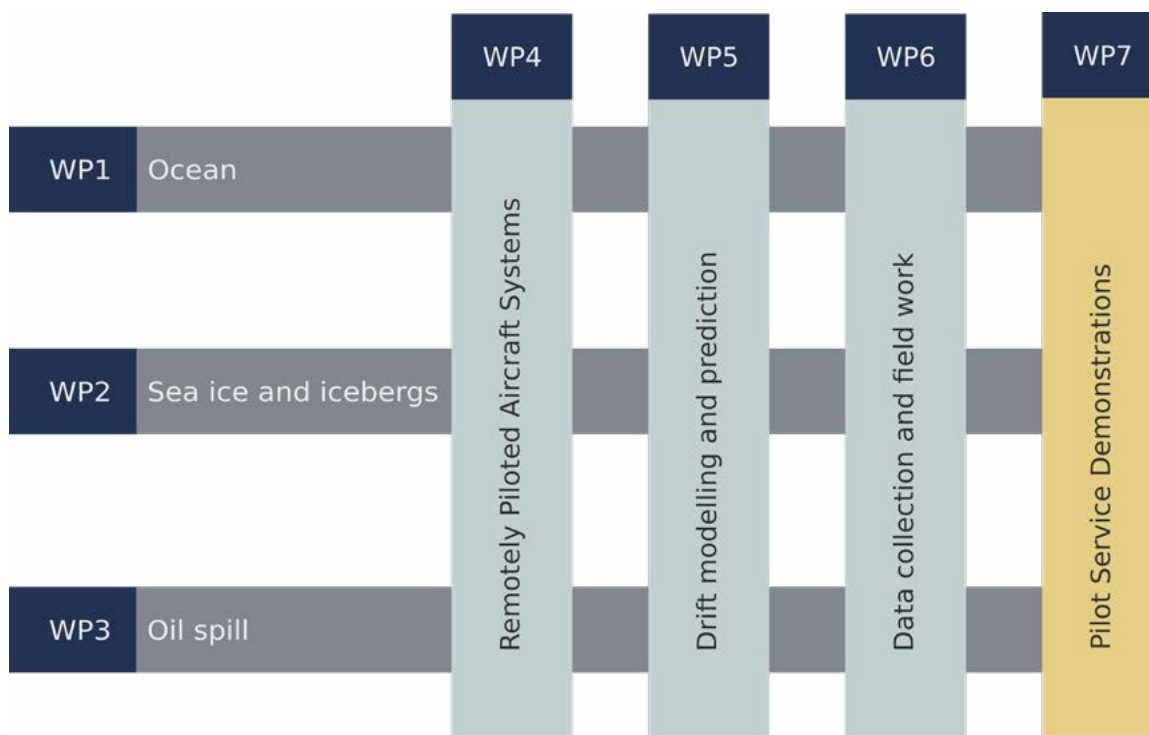 WP4
WP5
WP6
WP7
WP1
Ocean
WP2
Sea ice and icebergs
WP3
Oil spill
Remotely Piloted Aircraft Systems
Drift modelling and prediction
Data collection and field work
Pilot Service Demonstrations